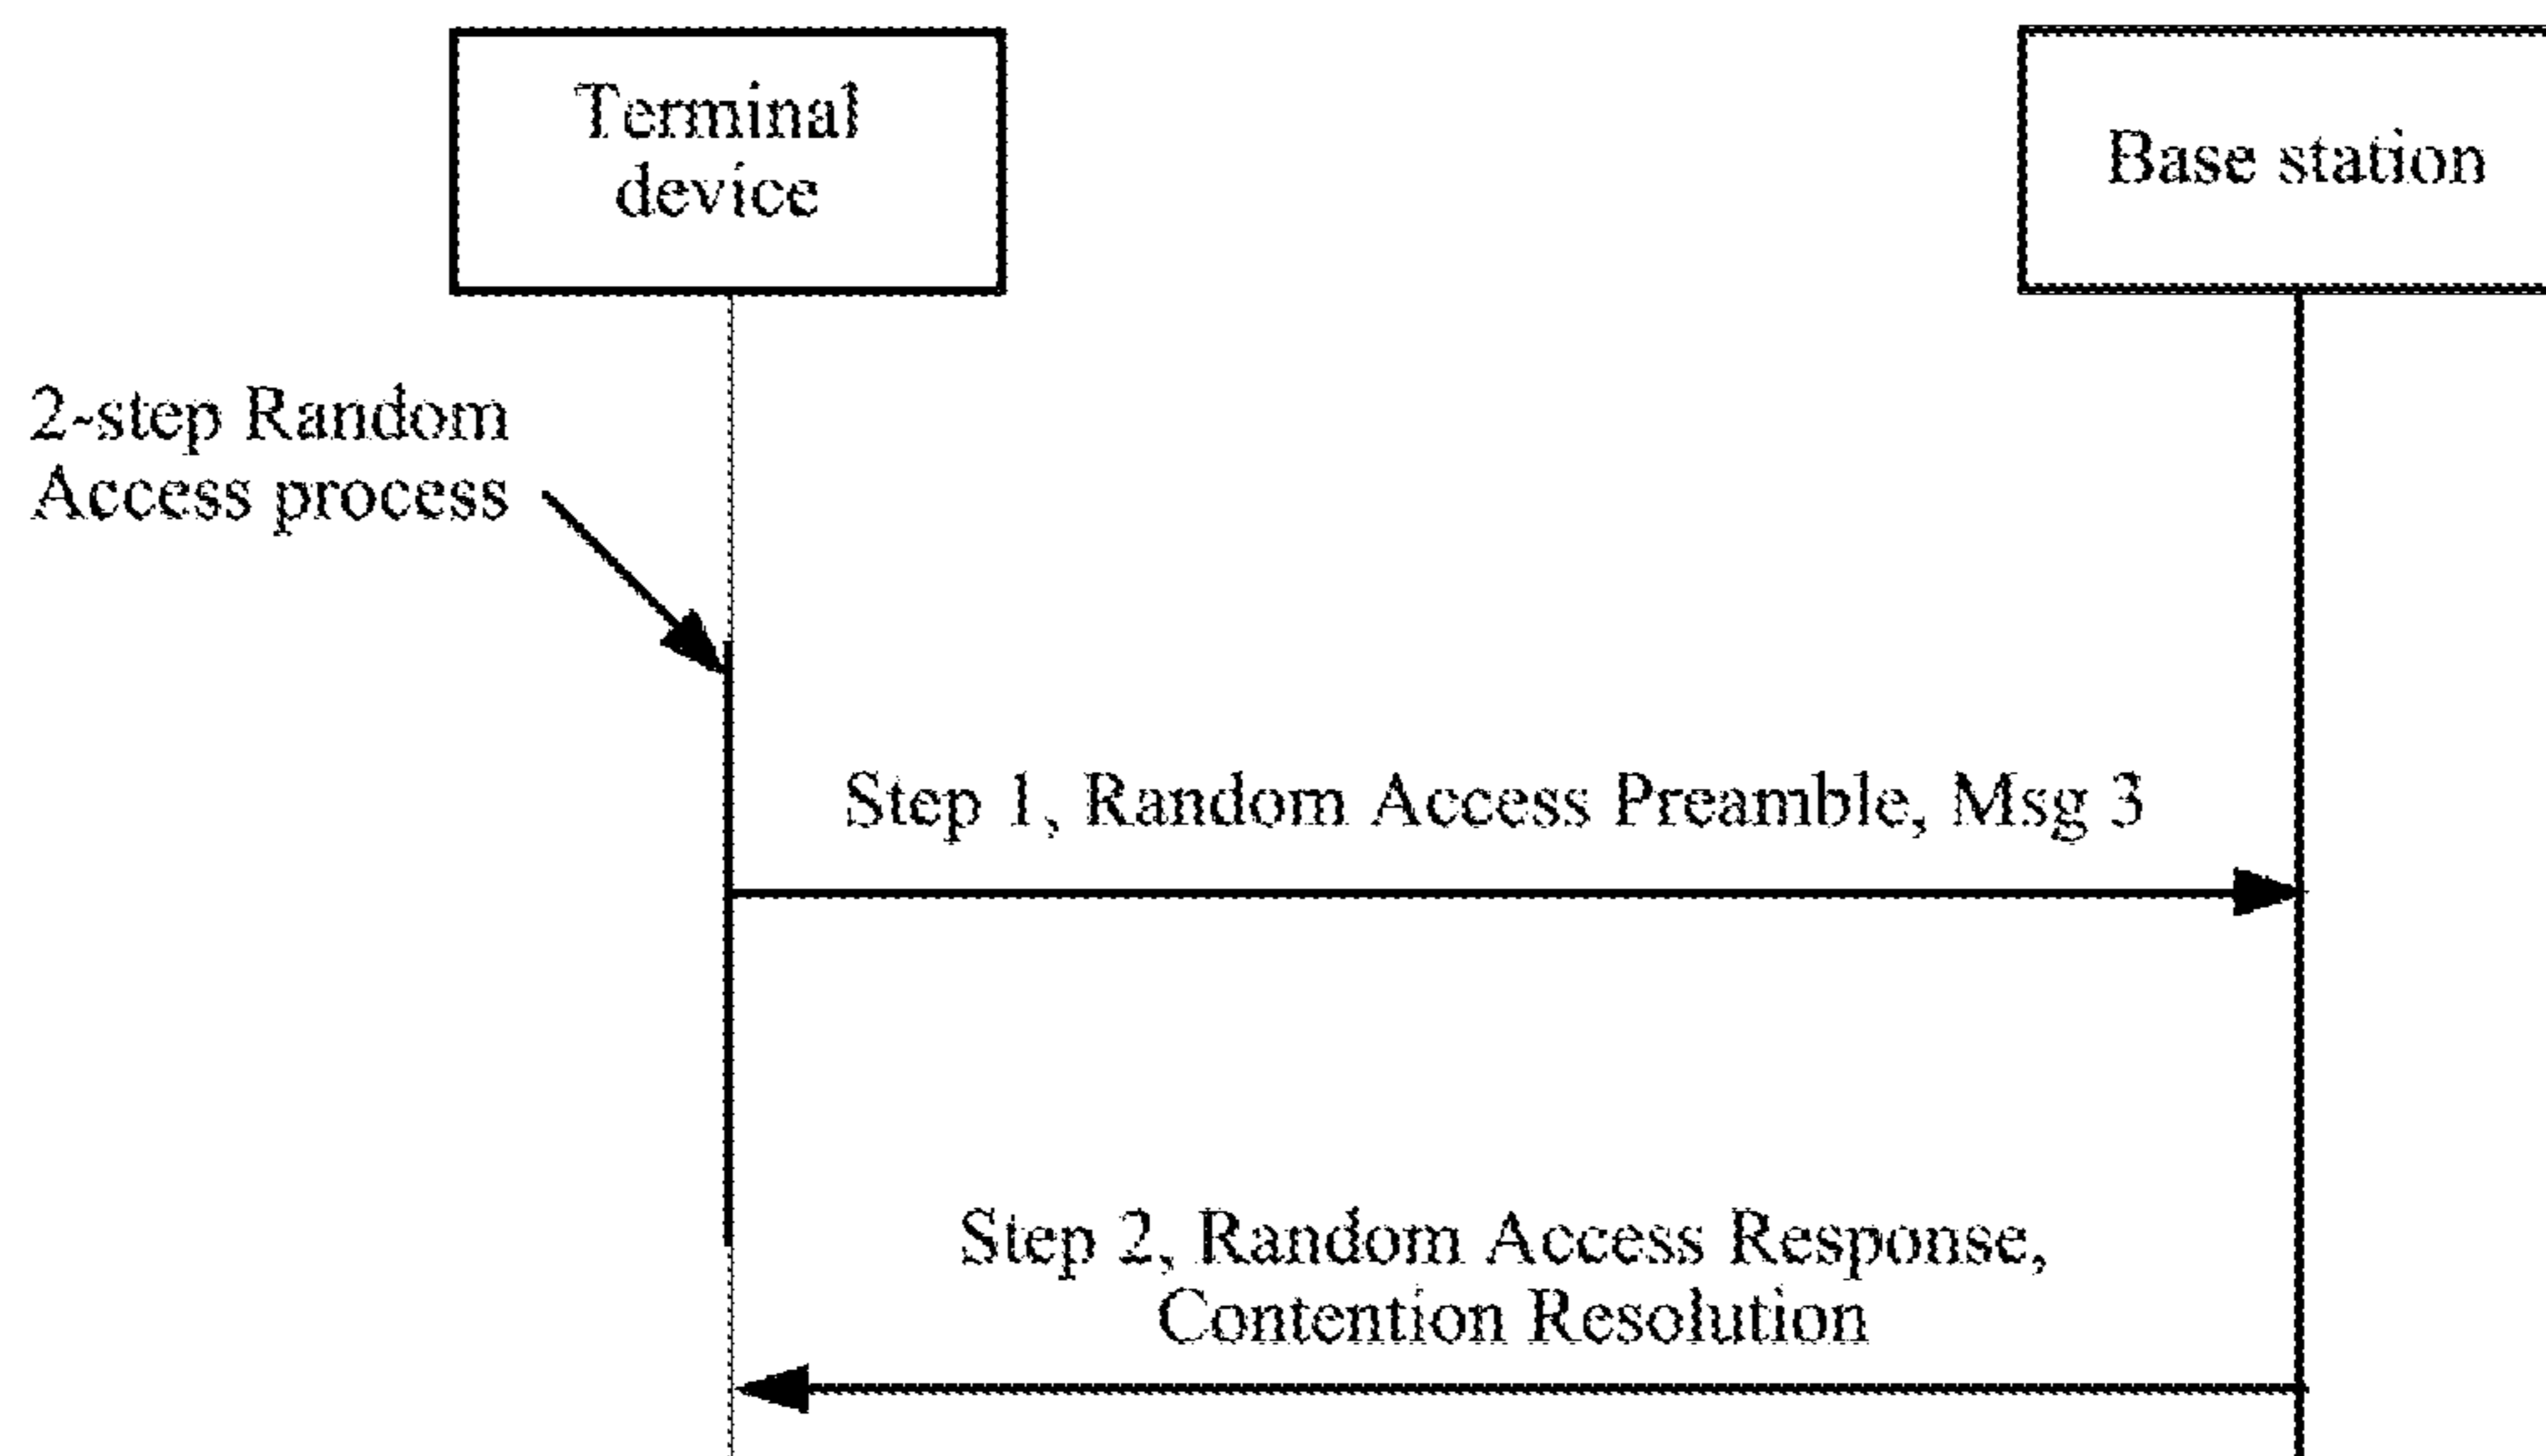 Terminal
device
Base station
2-step Random
Access process
Step 1, Random Access Preamble, Msg 3
Step 2, Random Access Response,
Contention Resolution